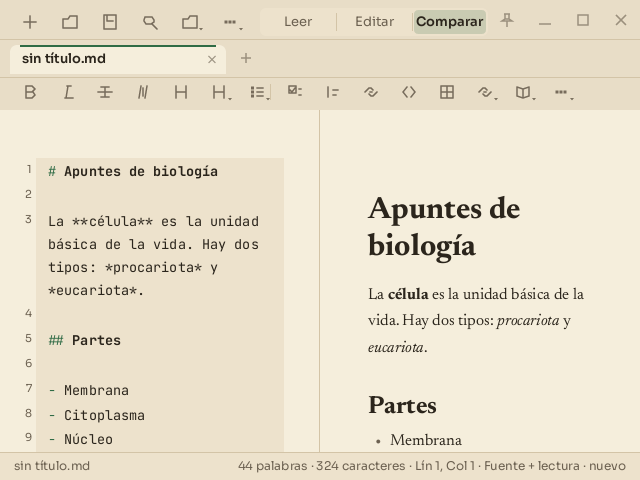 Leer Editar Comparar
sin título.md
1 # Apuntes de biología
2
3 La **célula** es la unidad
básica de la vida. Hay dos
tipos: *procariota* y
*eucariota*.
4
5 ## Partes
6
7 - Membrana
8 - Citoplasma
9 - Núcleo
Apuntes de
biología
La célula es la unidad básica de la
vida. Hay dos tipos: procariota y
eucariota.
Partes
• Membrana
sin título.md 44 palabras · 324 caracteres · Lín 1, Col 1 · Fuente + lectura · nuevo